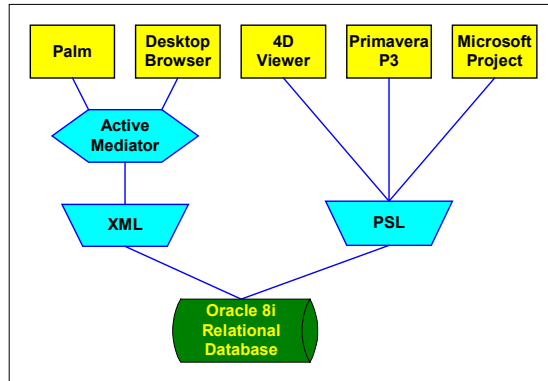 Palm
Desktop
Browser
4D
Viewer
Primavera
P3
Microsoft
Project
Active
Mediator
XML
PSL
Oracle 8i
Relational
Database